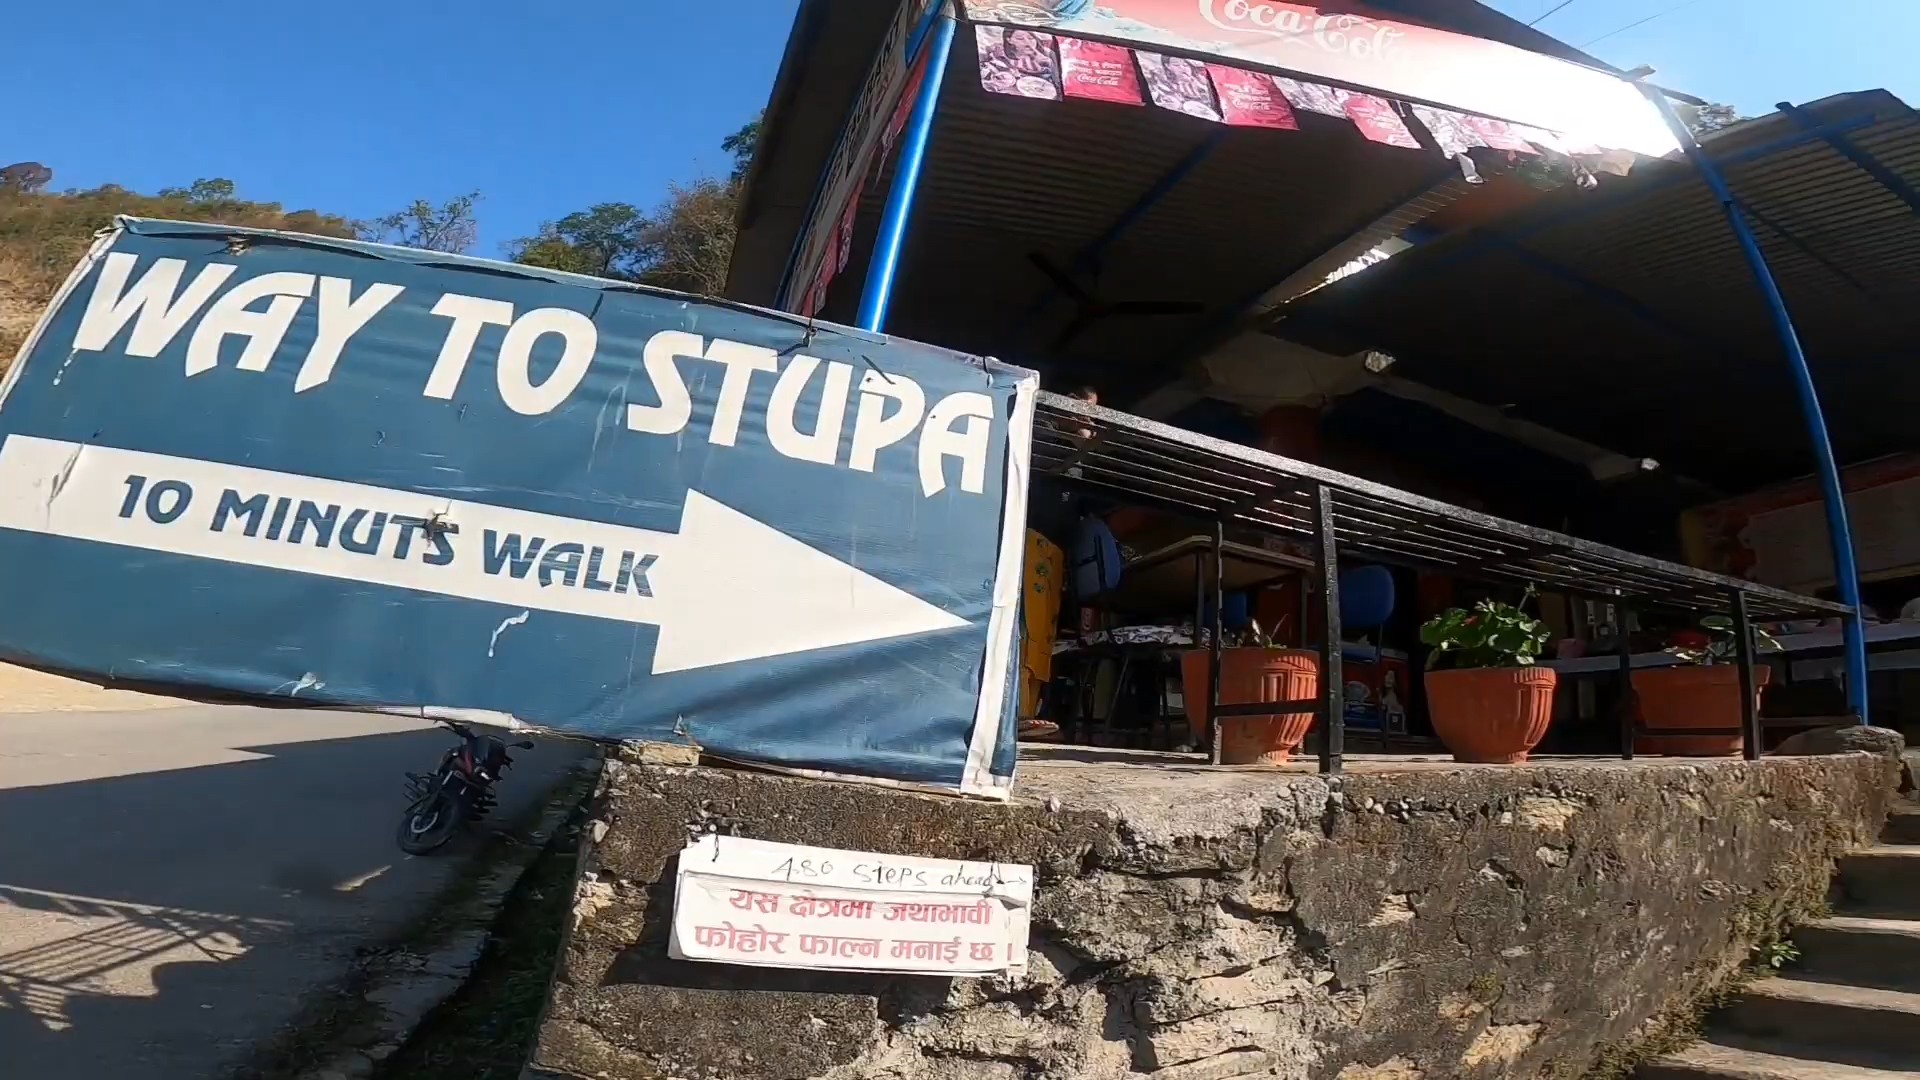 Coca-Cola
WAY TO STUPA
10 MINUTS WALK
480 STEPS ahead
यस क्षेत्रमा जथाभावी
फोहोर फाल्न मनाई छ ।